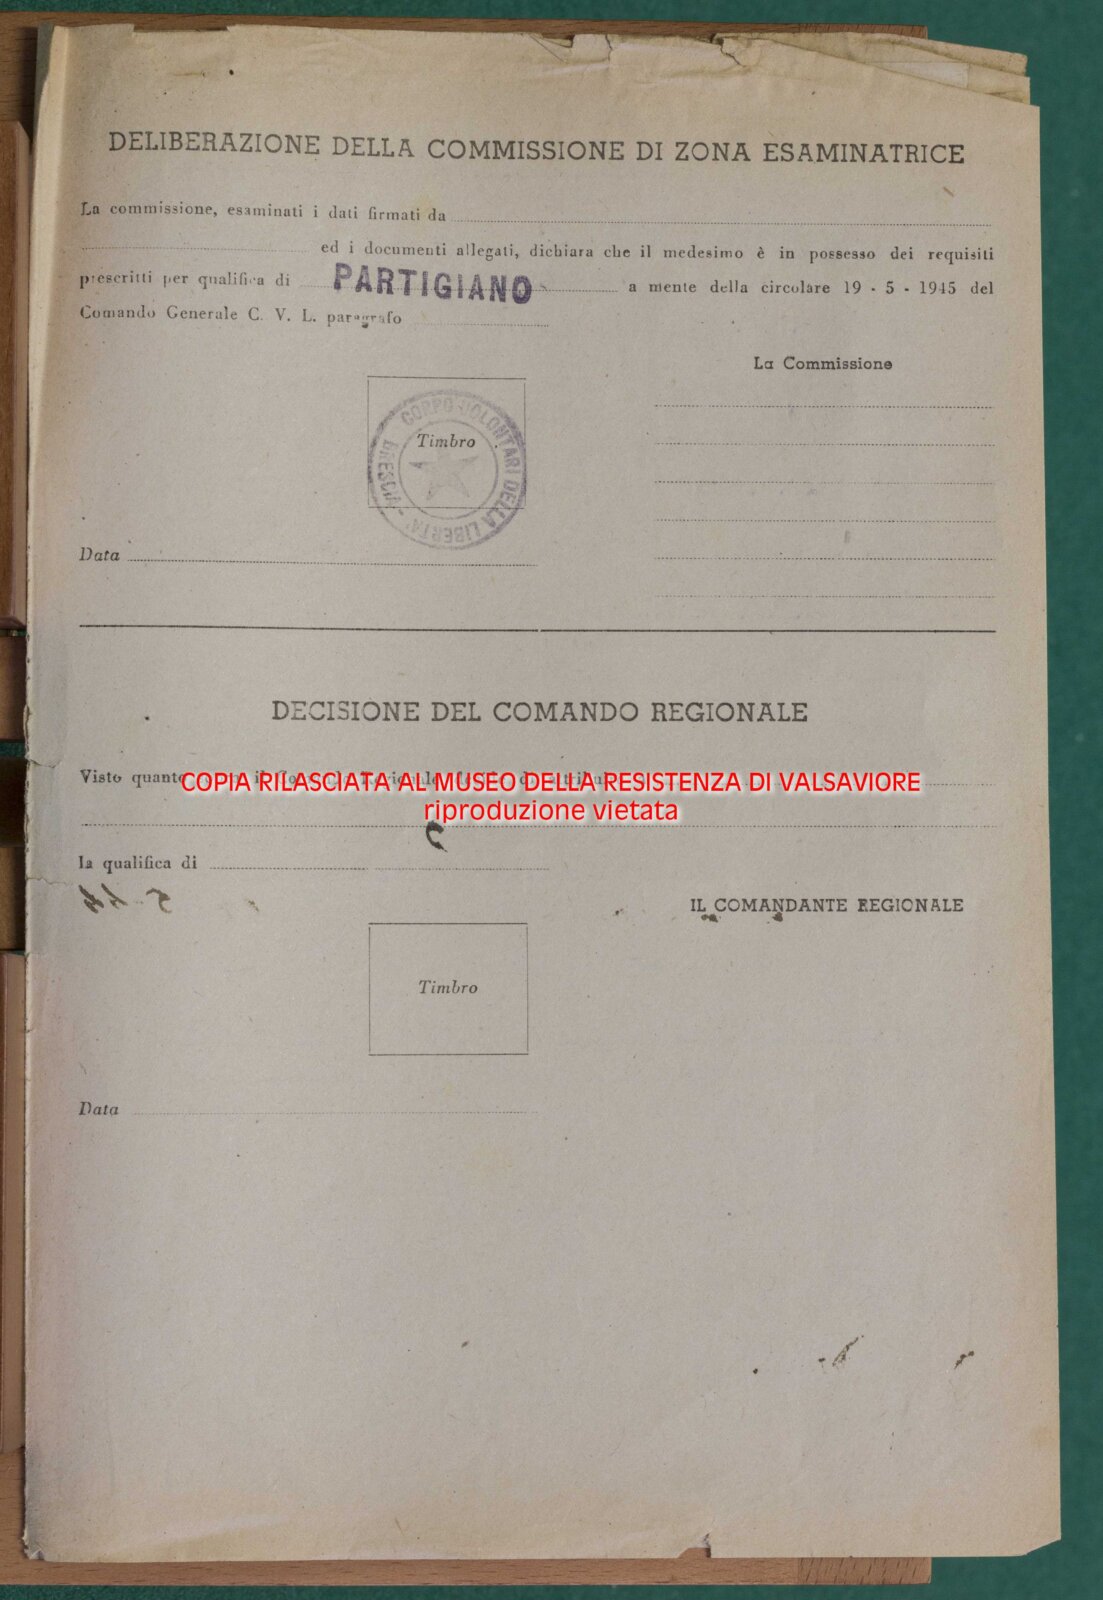 DELIBERAZIONE DELLA COMMISSIONE DI ZONA ESAMINATRICE
La commissione, esaminati i dati firmati da
ed i documenti allegati, dichiara che il medesimo è in possesso dei requisiti
prescritti per qualifica di PARTIGIANO a mente della circolare 19 - 5 - 1945 del
Comando Generale C. V. L. paragrafo
La Commissione
Timbro
CORPO VOLONTARI DELLA LIBERTA' - BRESCIA
Data
DECISIONE DEL COMANDO REGIONALE
Visto quanto
COPIA RILASCIATA AL MUSEO DELLA RESISTENZA DI VALSAVIORE
riproduzione vietata
la qualifica di
IL COMANDANTE REGIONALE
Timbro
Data